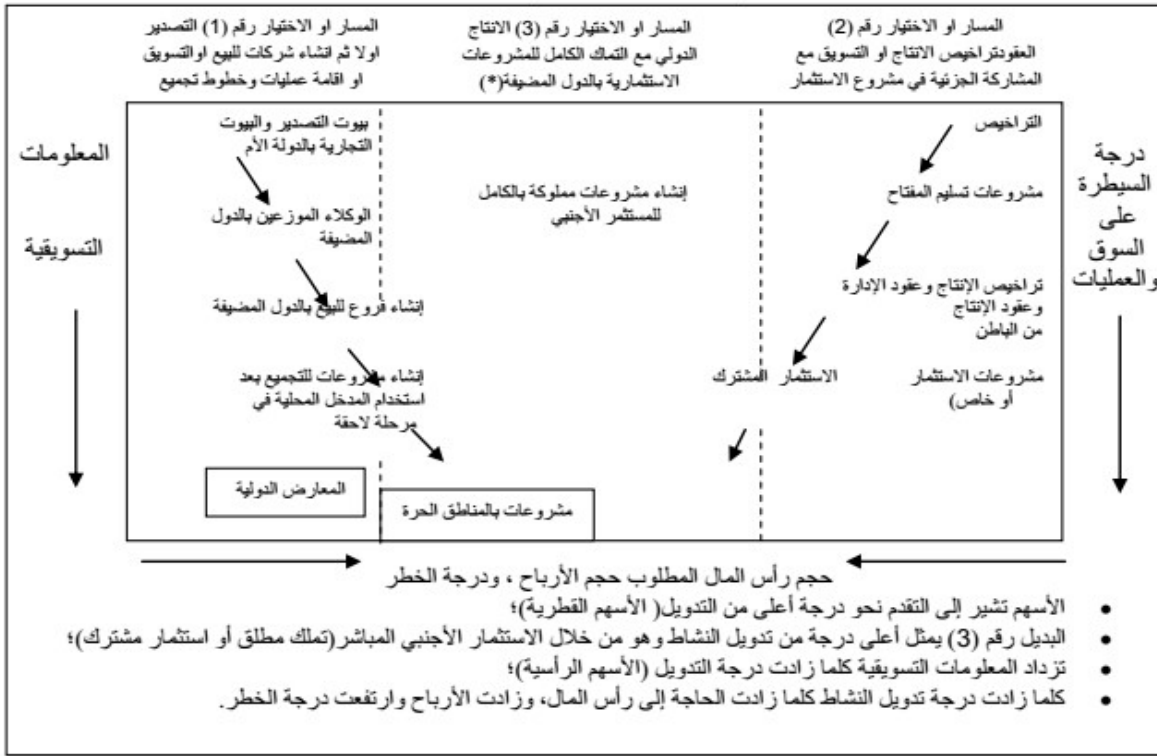 المسار او الاختيار رقم (2)
العقودتراخيص الانتاج او التسويق مع
المشاركة الجزئية في مشروع الاستثمار
المسار او الاختيار رقم (3) الانتاج
الدولي مع التماك الكامل للمشروعات
الاستثمارية بالدول المضيفة(*)
المسار او الاختيار رقم (1) التصدير
اولا ثم انشاء شركات للبيع اوالتسويق
او اقامة عمليات وخطوط تجميع
درجة
السيطرة
على
السوق
والعمليات
التراخيص
مشروعات تسليم المفتاح
تراخيص الإنتاج وعقود الإدارة
وعقود الإنتاج
من الباطن
مشروعات الاستثمار
أو خاص)
الاستثمار المشترك
إنشاء مشروعات مملوكة بالكامل
للمستثمر الأجنبي
بيوت التصدير والبيوت
التجارية بالدولة الأم
الوكلاء الموزعين بالدول
المضيفة
إنشاء فروع للبيع بالدول المضيفة
إنشاء مشروعات للتجميع بعد
استخدام المدخل المحلية في
مرحلة لاحقة
المعارض الدولية
مشروعات بالمناطق الحرة
المعلومات
التسويقية
حجم رأس المال المطلوب حجم الأرباح ، ودرجة الخطر
• الأسهم تشير إلى التقدم نحو درجة أعلى من التدويل( الأسهم القطرية)؛
• البديل رقم (3) يمثل أعلى درجة من تدويل النشاط وهو من خلال الاستثمار الأجنبي المباشر(تملك مطلق أو استثمار مشترك)؛
• تزداد المعلومات التسويقية كلما زادت درجة التدويل (الأسهم الرأسية)؛
• كلما زادت درجة تدويل النشاط كلما زادت الحاجة إلى رأس المال، وزادت الأرباح وارتفعت درجة الخطر.